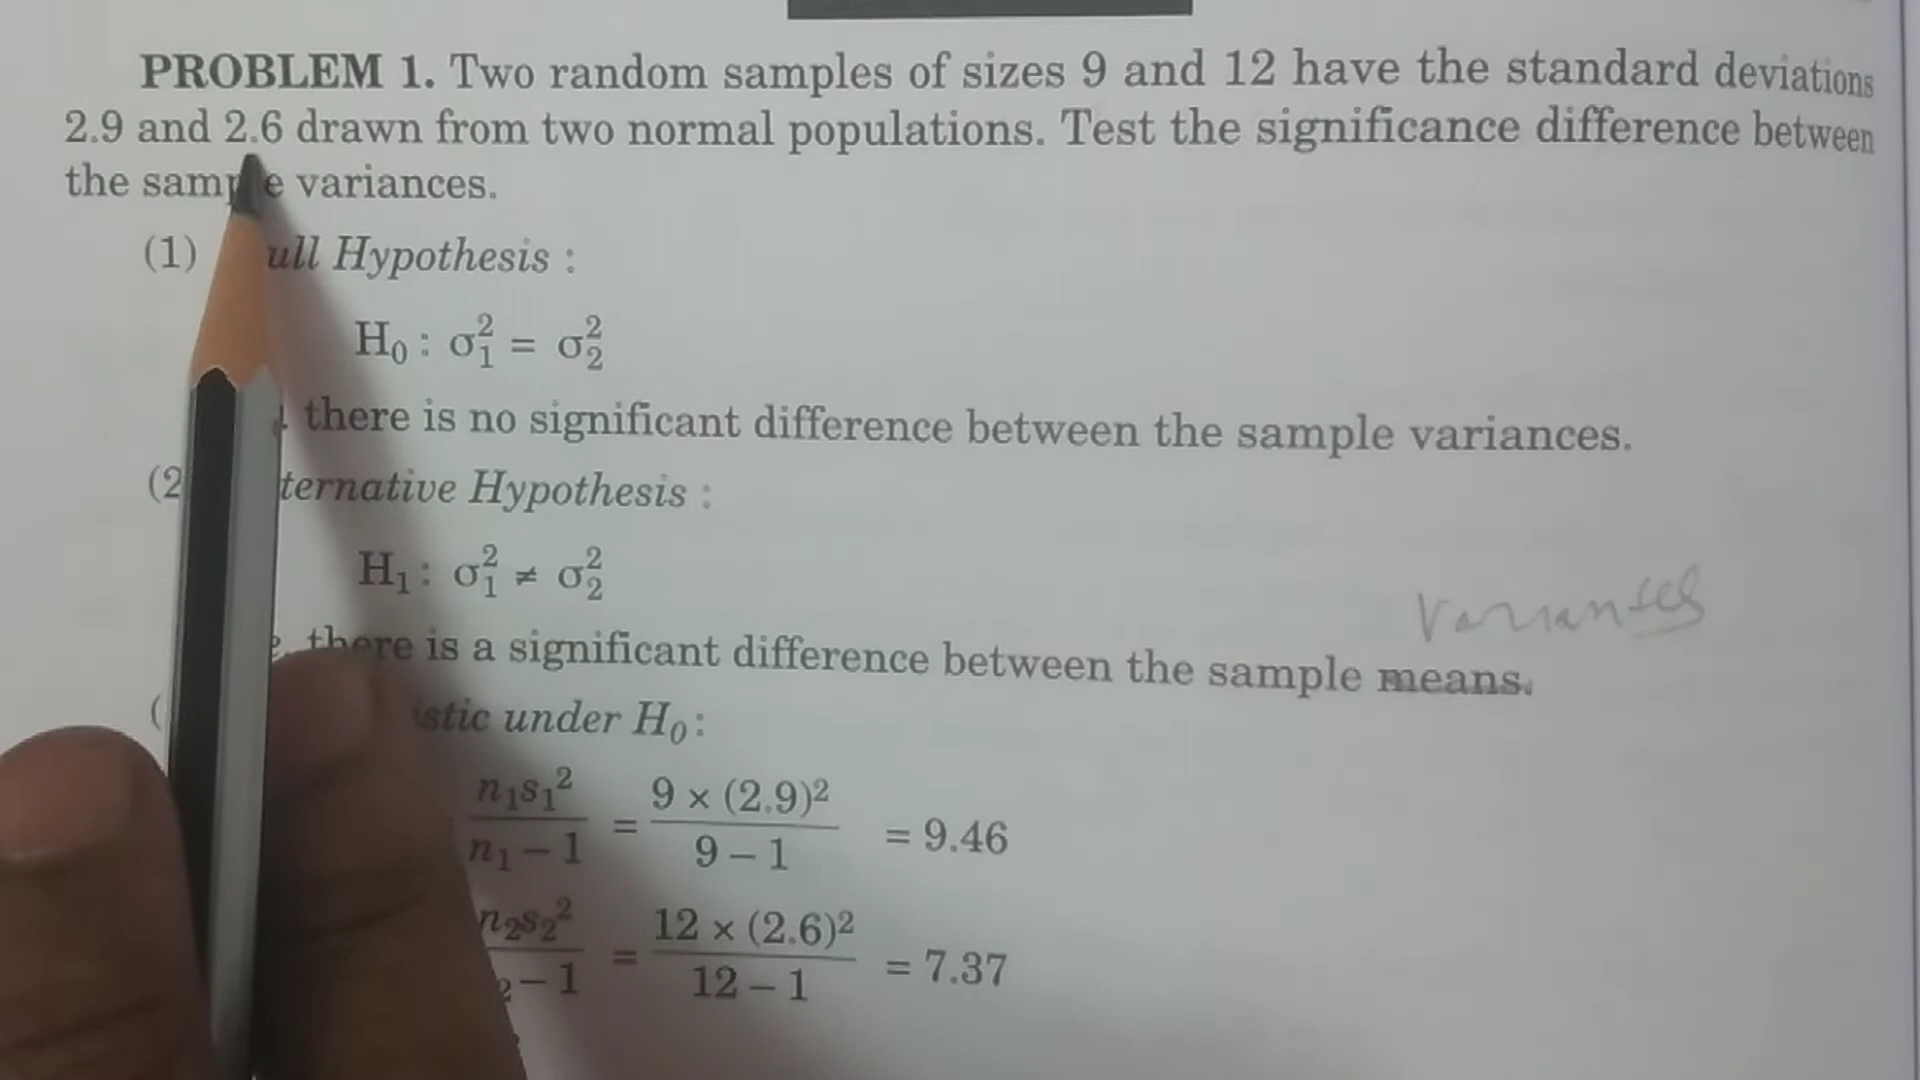 PROBLEM 1. Two random samples of sizes 9 and 12 have the standard deviations
2.9 and 2.6 drawn from two normal populations. Test the significance difference between
the sample variances.
(1) ull Hypothesis :
H₀ : σ₁² = σ₂²
there is no significant difference between the sample variances.
(2 ternative Hypothesis :
H₁ : σ₁² ≠ σ₂²
Variances
there is a significant difference between the sample means.
( istic under H₀ :
n₁s₁² / n₁ – 1 = 9 × (2.9)² / 9 – 1 = 9.46
n₂s₂² / ₂ – 1 = 12 × (2.6)² / 12 – 1 = 7.37